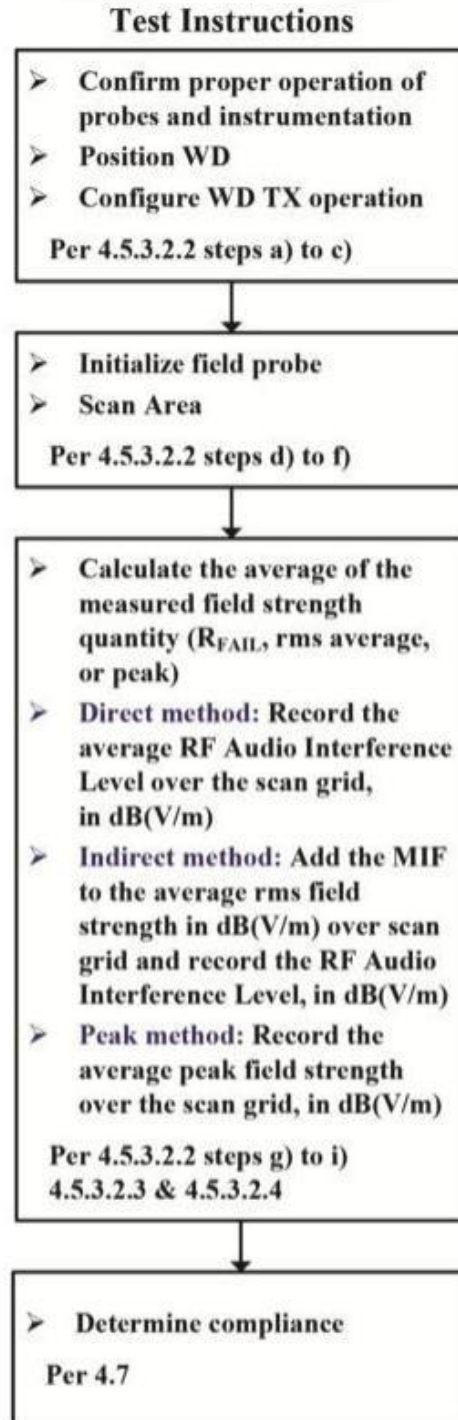 Test Instructions
➤ Confirm proper operation of
probes and instrumentation
➤ Position WD
➤ Configure WD TX operation
Per 4.5.3.2.2 steps a) to c)
➤ Initialize field probe
➤ Scan Area
Per 4.5.3.2.2 steps d) to f)
➤ Calculate the average of the
measured field strength
quantity (RFAIL, rms average,
or peak)
➤ Direct method: Record the
average RF Audio Interference
Level over the scan grid,
in dB(V/m)
➤ Indirect method: Add the MIF
to the average rms field
strength in dB(V/m) over scan
grid and record the RF Audio
Interference Level, in dB(V/m)
➤ Peak method: Record the
average peak field strength
over the scan grid, in dB(V/m)
Per 4.5.3.2.2 steps g) to i)
4.5.3.2.3 & 4.5.3.2.4
➤ Determine compliance
Per 4.7